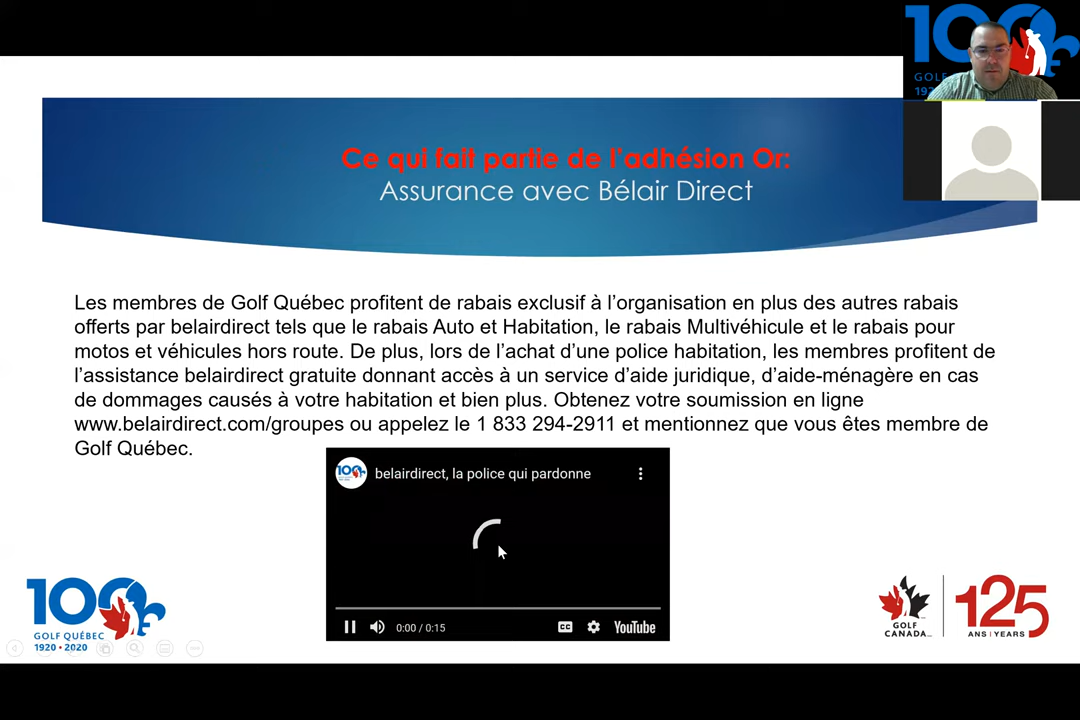 100
GOLF
192
Ce qui fait partie de l'adhésion Or:
Assurance avec Bélair Direct
Les membres de Golf Québec profitent de rabais exclusif à l'organisation en plus des autres rabais
offerts par belairdirect tels que le rabais Auto et Habitation, le rabais Multivéhicule et le rabais pour
motos et véhicules hors route. De plus, lors de l'achat d'une police habitation, les membres profitent de
l'assistance belairdirect gratuite donnant accès à un service d'aide juridique, d'aide-ménagère en cas
de dommages causés à votre habitation et bien plus. Obtenez votre soumission en ligne
www.belairdirect.com/groupes ou appelez le 1 833 294-2911 et mentionnez que vous êtes membre de
Golf Québec.
100
belairdirect, la police qui pardonne
0:00 / 0:15
CC
YouTube
100
GOLF QUÉBEC
1920 • 2020
GOLF
CANADA
125
ANS | YEARS